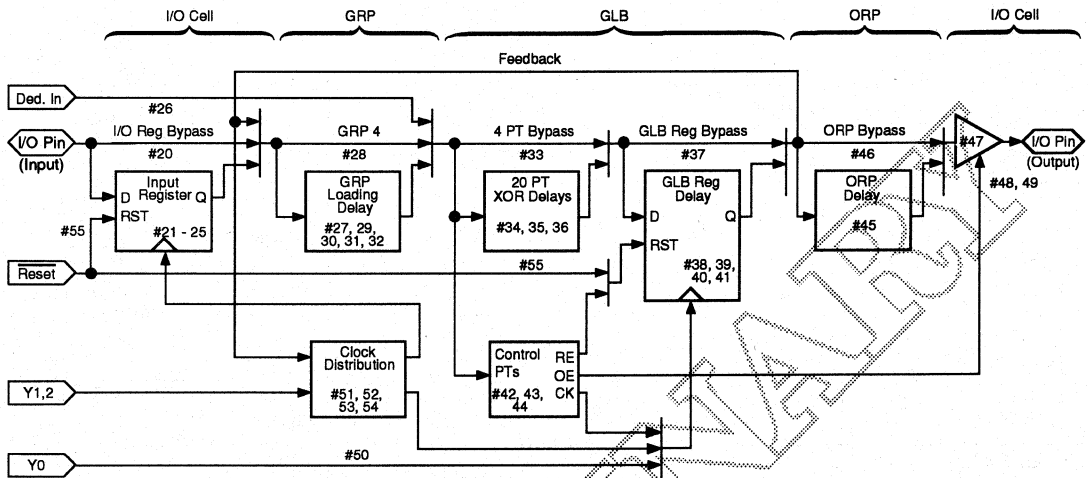 I/O Cell GRP GLB ORP I/O Cell
Feedback
Ded. In
#26
I/O Pin
(Input)
I/O Reg Bypass
#20
GRP 4
#28
4 PT Bypass
#33
GLB Reg Bypass
#37
ORP Bypass
#46
#47
I/O Pin
(Output)
#48, 49
Input
Register
D Q
RST
#21 - 25
#55
GRP
Loading
Delay
#27, 29,
30, 31, 32
20 PT
XOR Delays
#34, 35, 36
GLB Reg
Delay
D Q
RST
#38, 39,
40, 41
ORP
Delay
#45
Reset
#55
Clock
Distribution
#51, 52,
53, 54
Control
PTs
RE
OE
CK
#42, 43,
44
Y1,2
Y0
#50